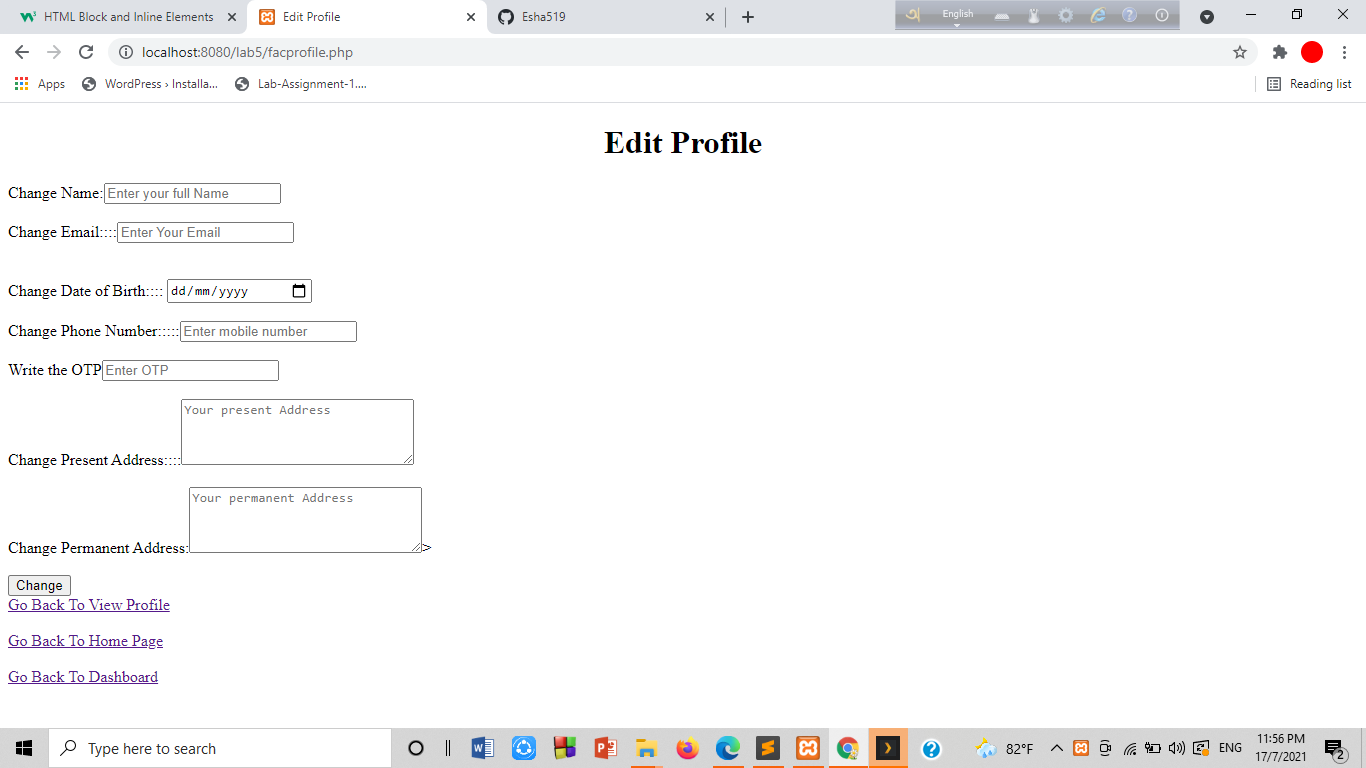 HTML Block and Inline Elements
Edit Profile
Esha519
English
localhost:8080/lab5/facprofile.php
Apps
WordPress › Installa...
Lab-Assignment-1....
Reading list
Edit Profile
Change Name:Enter your full Name
Change Email::::Enter Your Email
Change Date of Birth:::: dd/mm/yyyy
Change Phone Number:::::Enter mobile number
Write the OTPEnter OTP
Your present Address
Change Present Address::::
Your permanent Address
Change Permanent Address:>
Change
Go Back To View Profile
Go Back To Home Page
Go Back To Dashboard
Type here to search
82°F
ENG
11:56 PM
17/7/2021
2